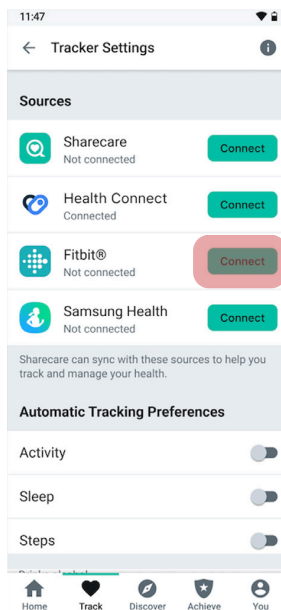 11:47
Tracker Settings
Sources
Sharecare
Not connected
Connect
Health Connect
Connected
Connect
Fitbit®
Not connected
Connect
Samsung Health
Not connected
Connect
Sharecare can sync with these sources to help you
track and manage your health.
Automatic Tracking Preferences
Activity
Sleep
Steps
Home
Track
Discover
Achieve
You